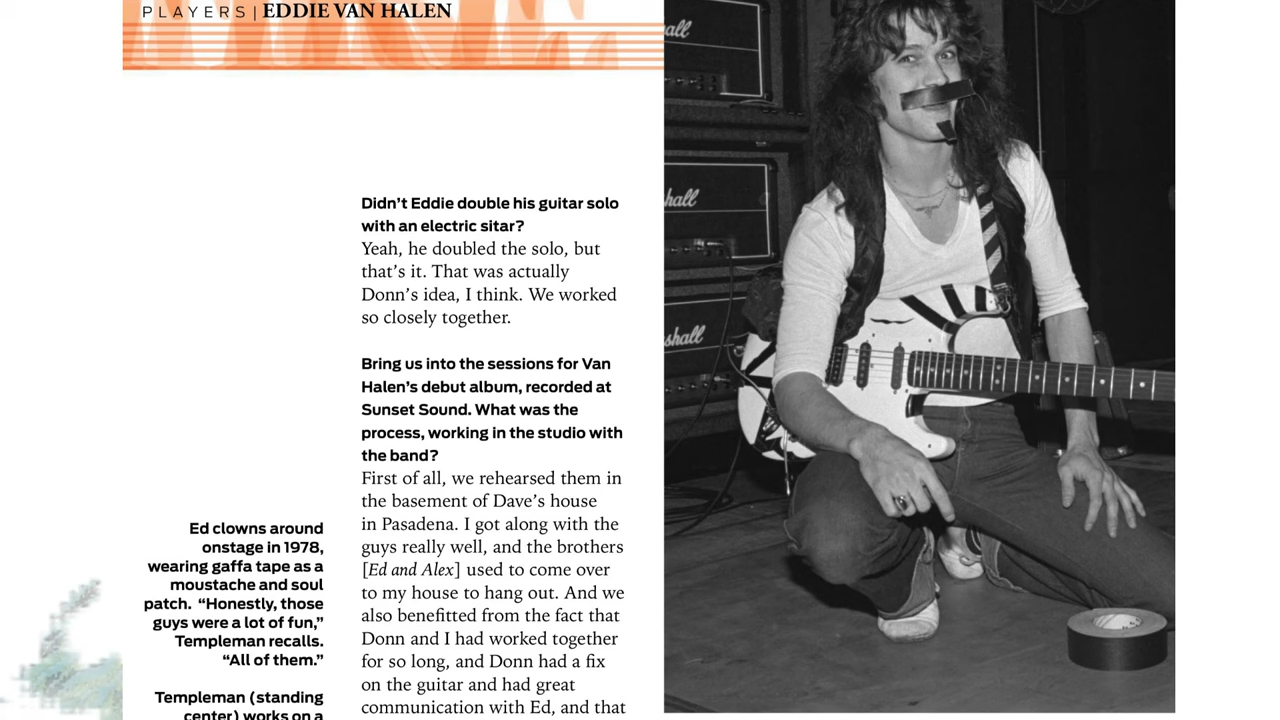 PLAYERS | EDDIE VAN HALEN
Didn’t Eddie double his guitar solo
with an electric sitar?
Yeah, he doubled the solo, but
that’s it. That was actually
Donn’s idea, I think. We worked
so closely together.
Bring us into the sessions for Van
Halen’s debut album, recorded at
Sunset Sound. What was the
process, working in the studio with
the band?
First of all, we rehearsed them in
the basement of Dave’s house
in Pasadena. I got along with the
guys really well, and the brothers
[Ed and Alex] used to come over
to my house to hang out. And we
also benefitted from the fact that
Donn and I had worked together
for so long, and Donn had a fix
on the guitar and had great
communication with Ed, and that
Ed clowns around
onstage in 1978,
wearing gaffa tape as a
moustache and soul
patch. “Honestly, those
guys were a lot of fun,”
Templeman recalls.
“All of them.”
Templeman (standing
center) works on a
all
hall
shall